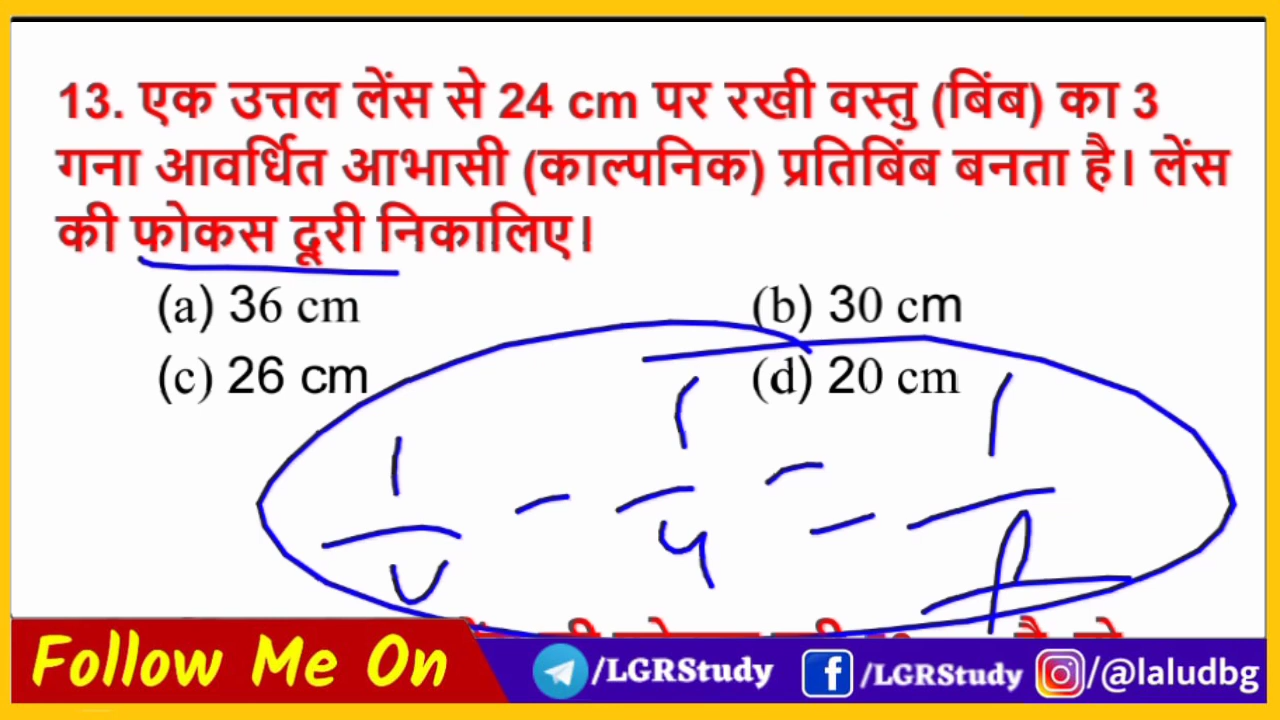 13. एक उत्तल लेंस से 24 cm पर रखी वस्तु (बिंब) का 3
गना आवर्धित आभासी (काल्पनिक) प्रतिबिंब बनता है। लेंस
की फोकस दूरी निकालिए।
(a) 36 cm (b) 30 cm
(c) 26 cm (d) 20 cm
1/v - 1/u = 1/f
Follow Me On /LGRStudy /LGRStudy /@laludbg